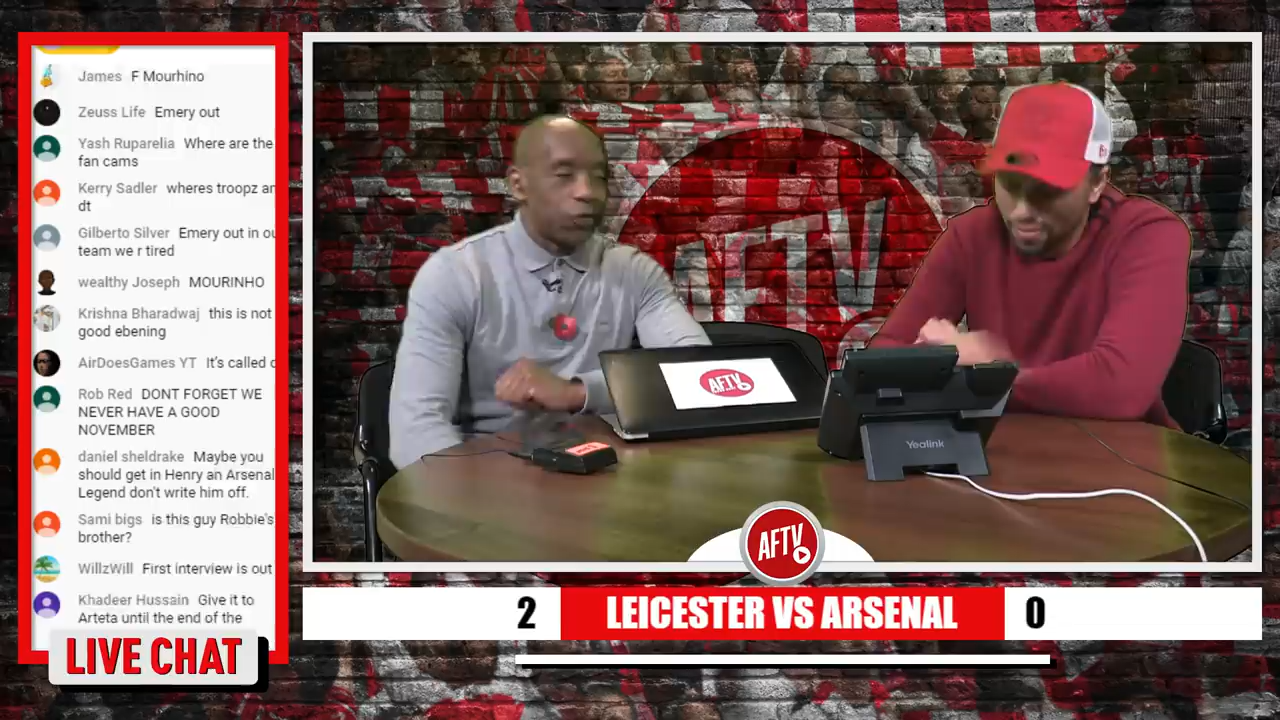 James F Mourhino
Zeuss Life Emery out
Yash Ruparelia Where are the
fan cams
Kerry Sadler wheres troopz an
dt
Gilberto Silver Emery out in ou
team we r tired
wealthy Joseph MOURINHO
Krishna Bharadwaj this is not
good ebening
AirDoesGames YT It's called
Rob Red DONT FORGET WE
NEVER HAVE A GOOD
NOVEMBER
daniel sheldrake Maybe you
should get in Henry an Arsenal
Legend don't write him off.
Sami bigs is this guy Robbie's
brother?
WillzWill First interview is out
Khadeer Hussain Give it to
Arteta until the end of the
LIVE CHAT
AFTV
AFTV
Yealink
AFTV
2 LEICESTER VS ARSENAL 0